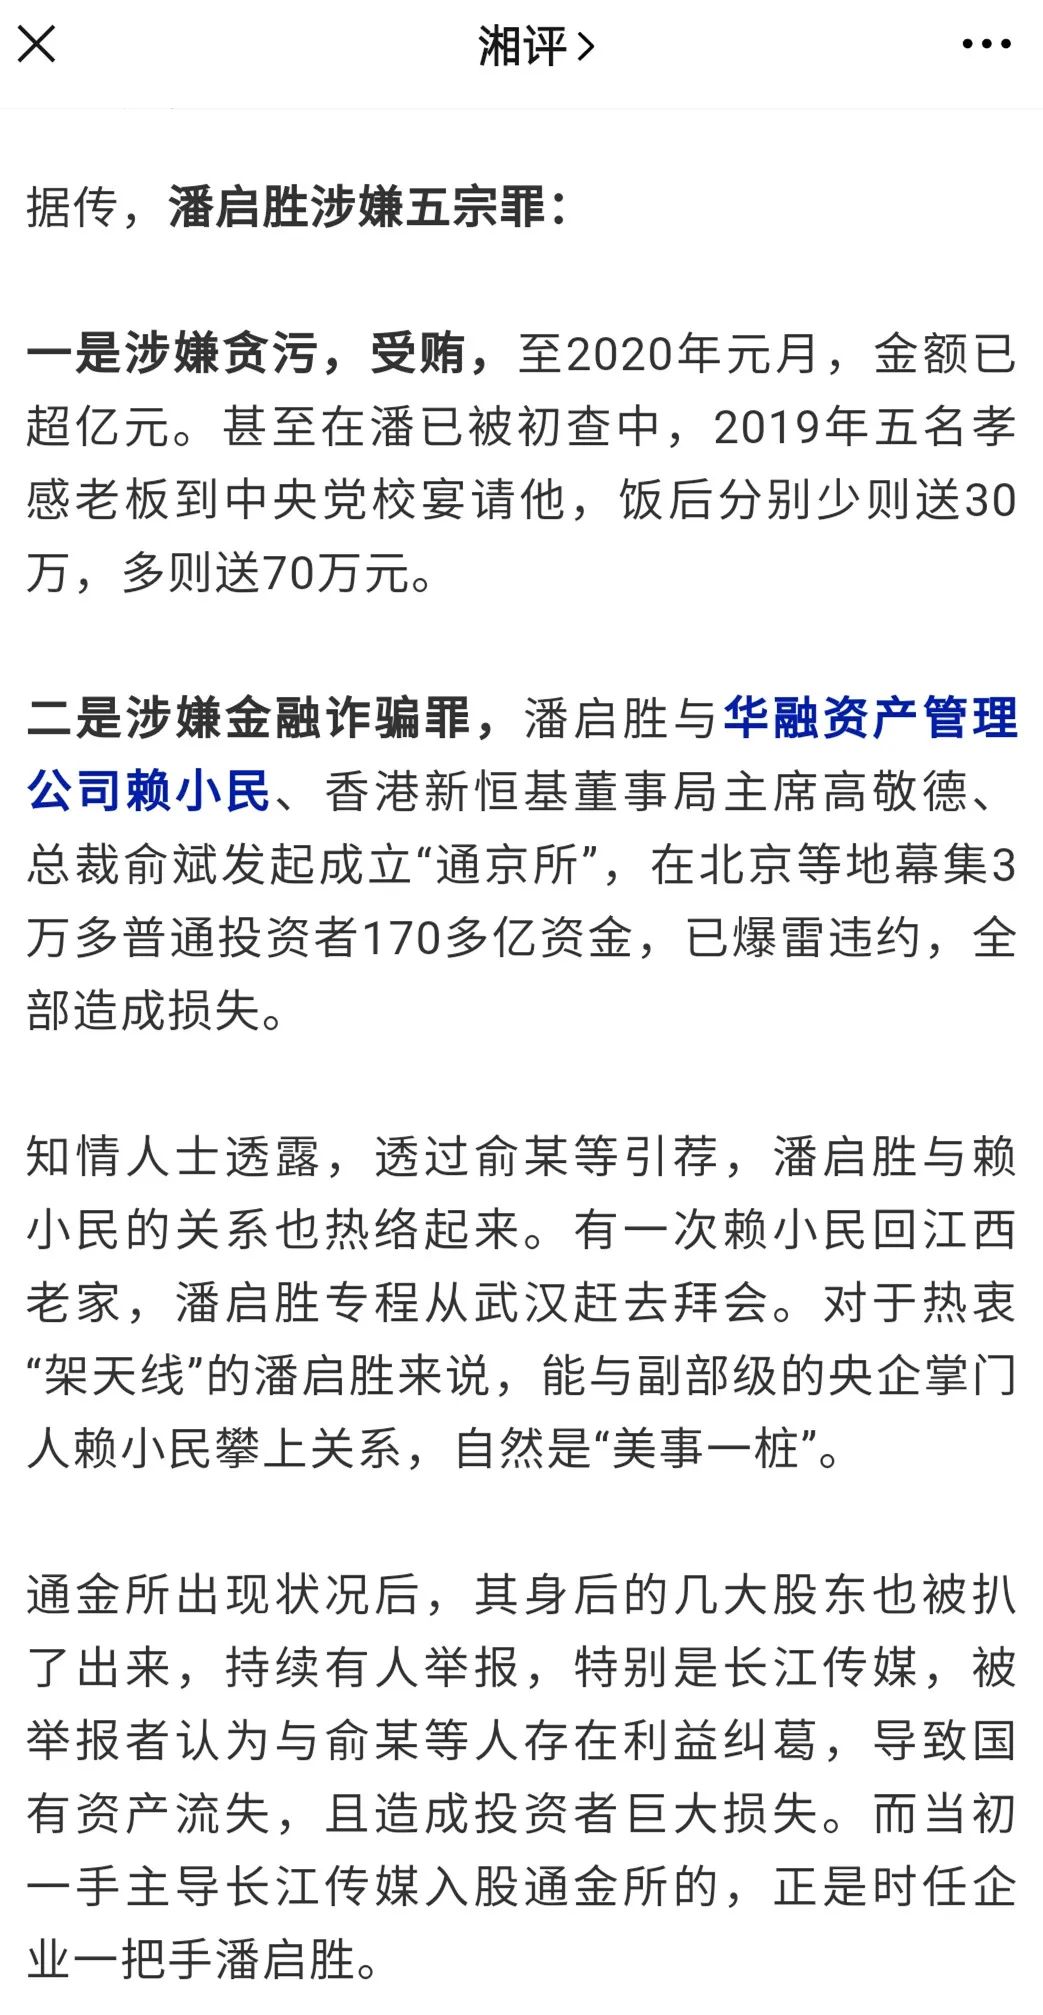 湘评
据传，潘启胜涉嫌五宗罪：
一是涉嫌贪污，受贿，至2020年元月，金额已
超亿元。甚至在潘已被初查中，2019年五名孝
感老板到中央党校宴请他，饭后分别少则送30
万，多则送70万元。
二是涉嫌金融诈骗罪，潘启胜与华融资产管理
公司赖小民、香港新恒基董事局主席高敬德、
总裁俞斌发起成立“通京所”，在北京等地幕集3
万多普通投资者170多亿资金，已爆雷违约，全
部造成损失。
知情人士透露，透过俞某等引荐，潘启胜与赖
小民的关系也热络起来。有一次赖小民回江西
老家，潘启胜专程从武汉赶去拜会。对于热衷
“架天线”的潘启胜来说，能与副部级的央企掌门
人赖小民攀上关系，自然是“美事一桩”。
通金所出现状况后，其身后的几大股东也被扒
了出来，持续有人举报，特别是长江传媒，被
举报者认为与俞某等人存在利益纠葛，导致国
有资产流失，且造成投资者巨大损失。而当初
一手主导长江传媒入股通金所的，正是时任企
业一把手潘启胜。